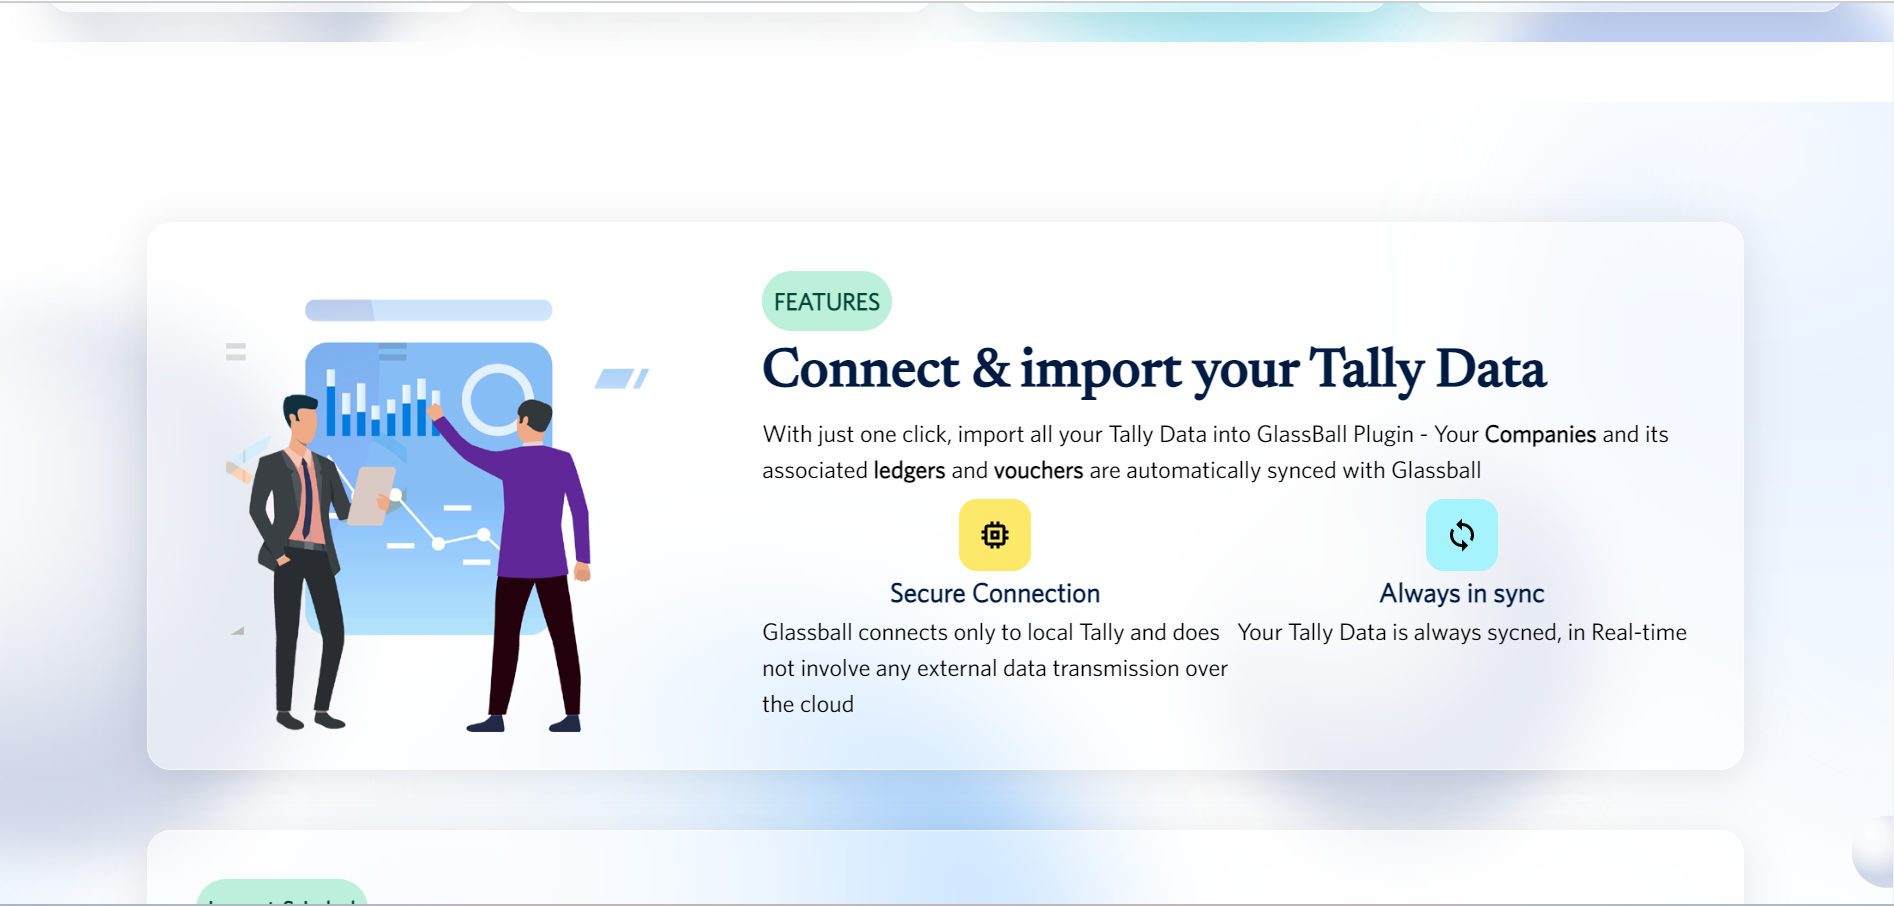 FEATURES
Connect & import your Tally Data
With just one click, import all your Tally Data into GlassBall Plugin - Your Companies and its
associated ledgers and vouchers are automatically synced with Glassball
Secure Connection
Glassball connects only to local Tally and does
not involve any external data transmission over
the cloud
Always in sync
Your Tally Data is always sycned, in Real-time